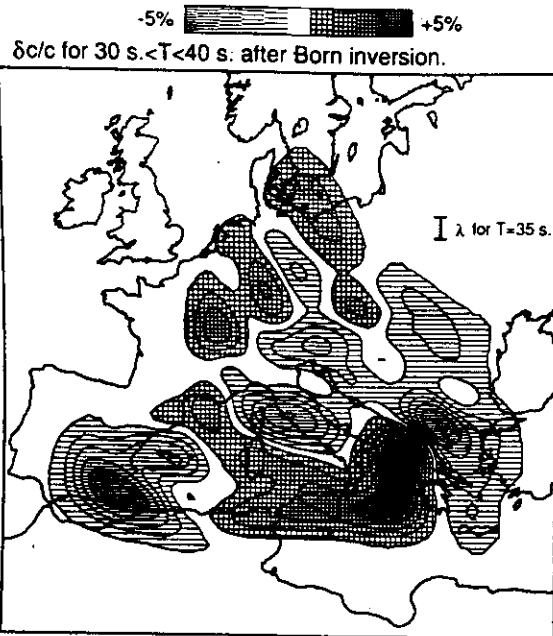 -5% +5%
δc/c for 30 s.<T<40 s. after Born inversion.
λ for T=35 s.